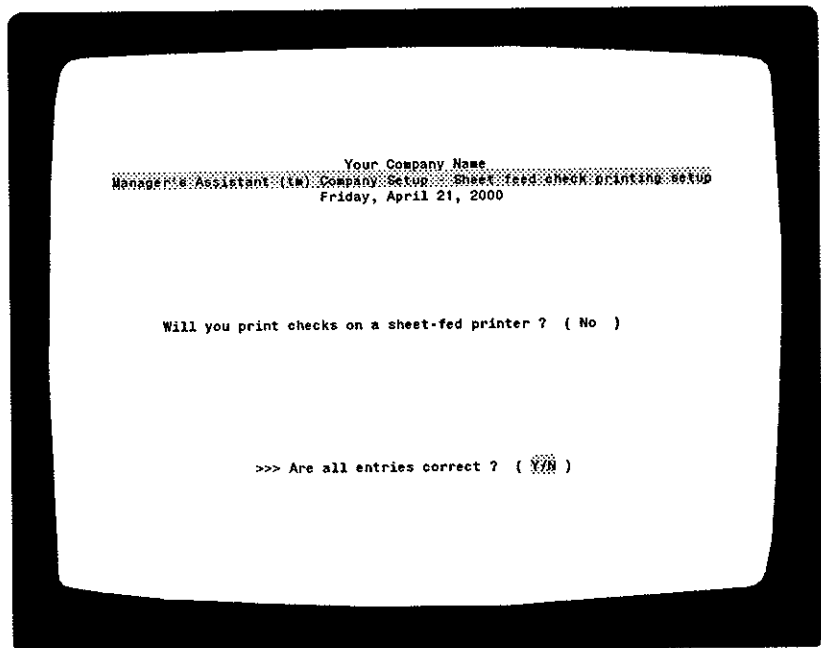 Your Company Name
Manager's Assistant (tm) Company Setup Sheet feed check printing setup
Friday, April 21, 2000
Will you print checks on a sheet-fed printer ? ( No )
>>> Are all entries correct ? ( Y/N )